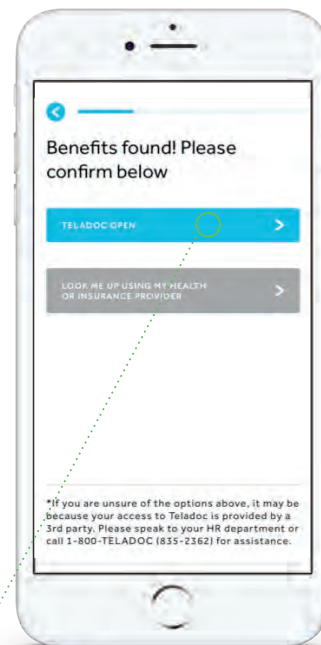 Benefits found! Please
confirm below
TELADOC OPEN
LOOK ME UP USING MY HEALTH
OR INSURANCE PROVIDER
*If you are unsure of the options above, it may be
because your access to Teladoc is provided by a
3rd party. Please speak to your HR department or
call 1-800-TELADOC (835-2362) for assistance.